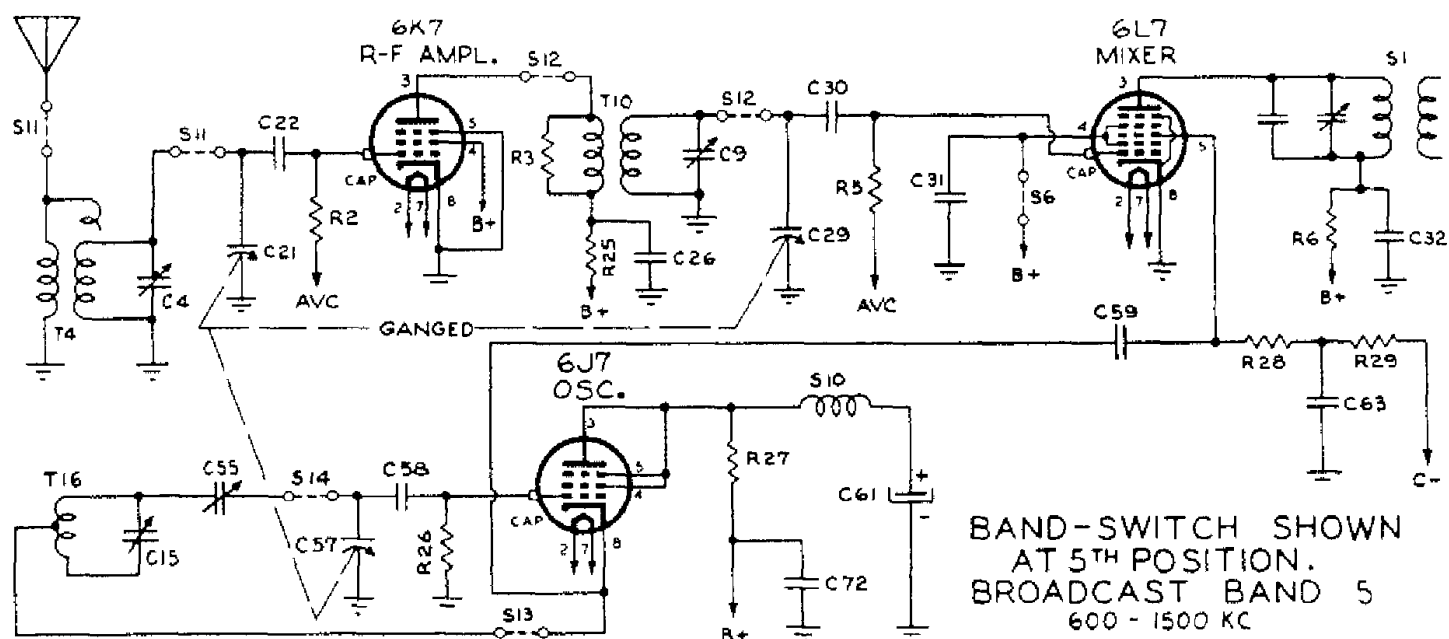 6K7
R-F AMPL.
6L7
MIXER
S12
3
3
S1
T10
S12
C30
S11
S11
C22
5
4
R3
C9
4
5
CAP
C31
R5
S6
CAP
2 7 8
R2
B+
2 7 8
C21
R25
C26
C29
R6
C32
T4
C4
AVC
B+
AVC
B+
B+
GANGED
C59
6J7
OSC.
S10
R28
R29
3
C63
T16
C55
S14
C58
5
4
R27
C61
+
-
C-
CAP
C15
C57
R26
2 7 8
C72
S13
B+
BAND-SWITCH SHOWN
AT 5TH POSITION.
BROADCAST BAND 5
600 - 1500 KC